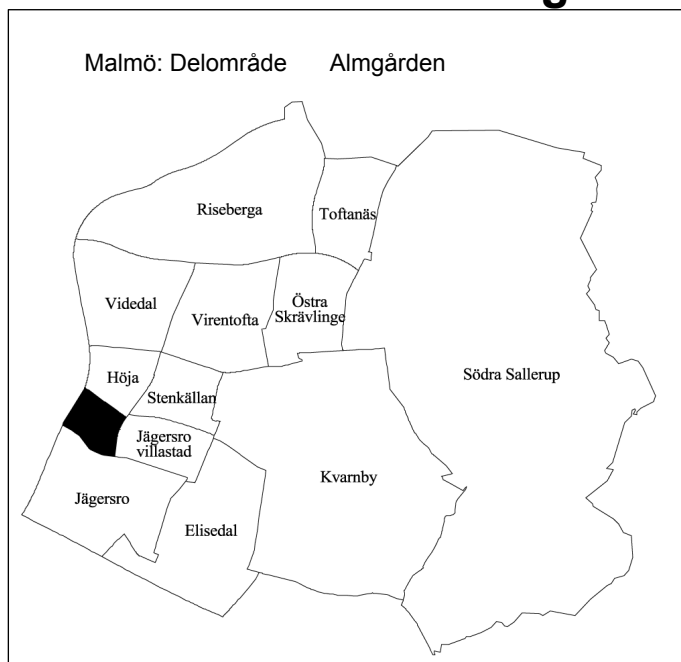 Malmö: Delområde Almgården
Riseberga
Toftanäs
Videdal
Virentofta
Östra
Skrävlinge
Södra Sallerup
Höja
Stenkällan
Jägersro
villastad
Kvarnby
Jägersro
Elisedal